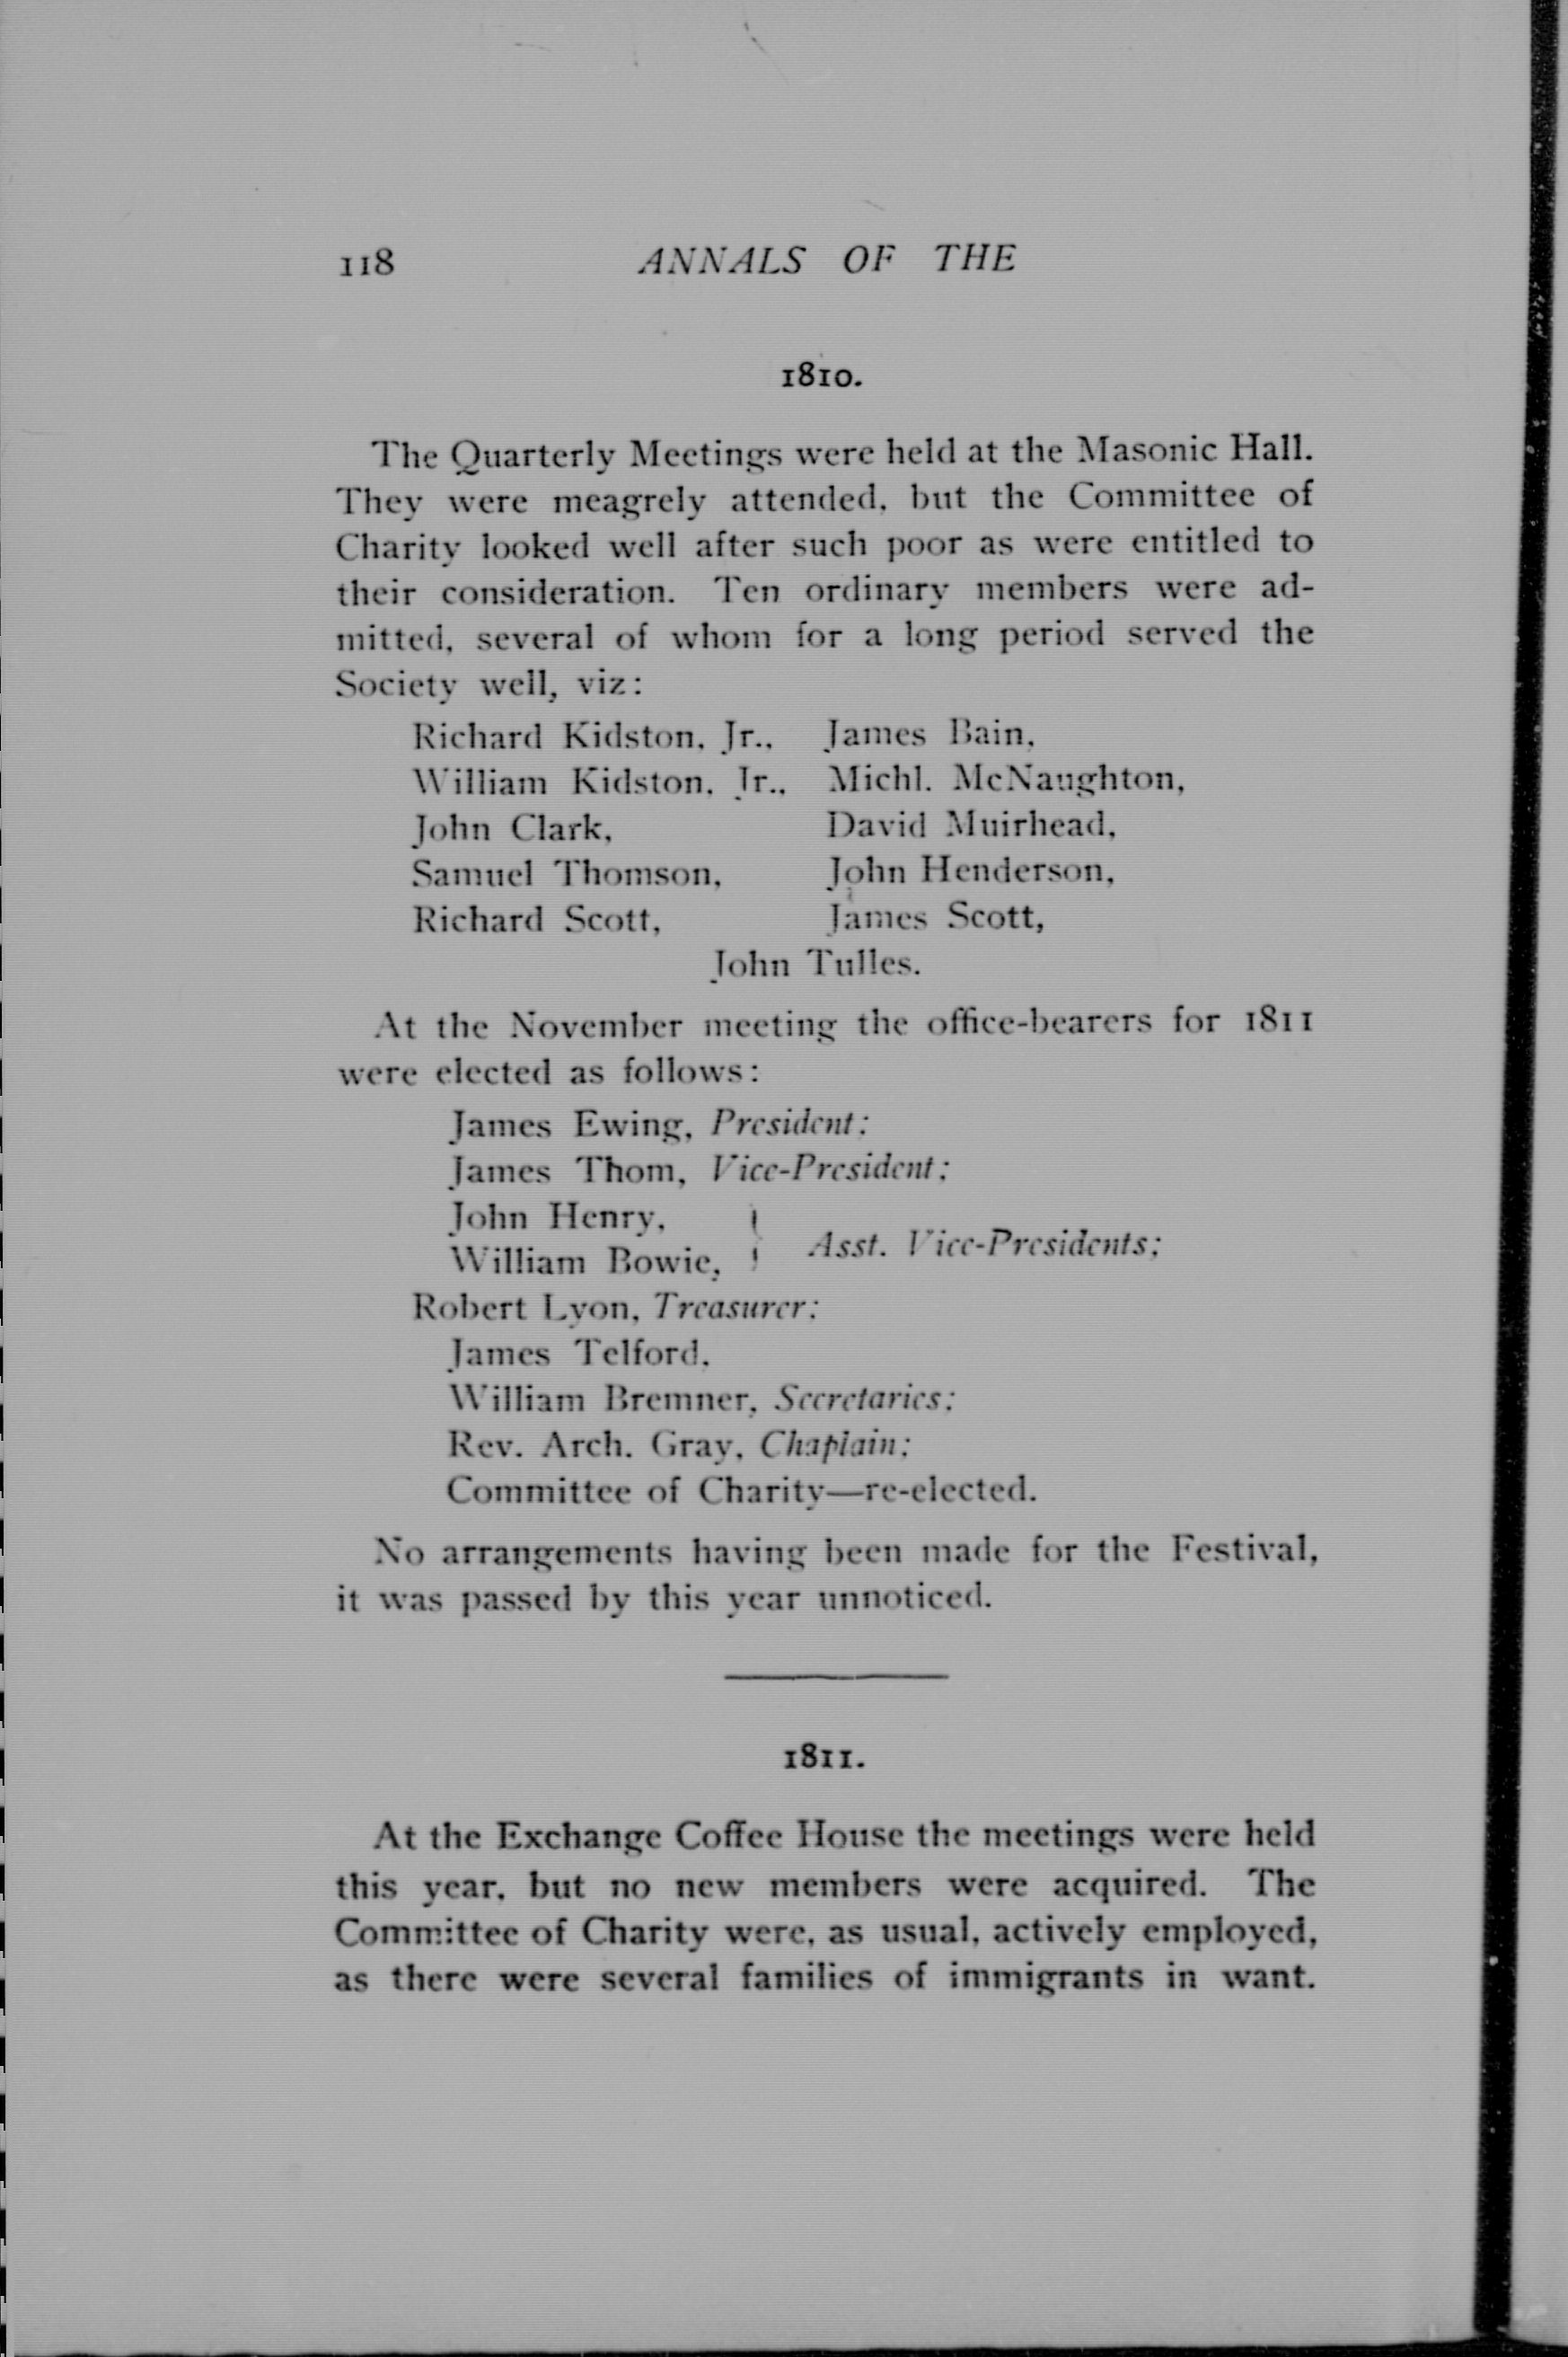 118 ANNALS OF THE
1810.
The Quarterly Meetings were held at the Masonic Hall.
They were meagrely attended, but the Committee of
Charity looked well after such poor as were entitled to
their consideration. Ten ordinary members were ad-
mitted, several of whom for a long period served the
Society well, viz:
Richard Kidston, Jr., James Bain,
William Kidston, Jr., Michl. McNaughton,
John Clark, David Muirhead,
Samuel Thomson, John Henderson,
Richard Scott, James Scott,
John Tulles.
At the November meeting the office-bearers for 1811
were elected as follows:
James Ewing, President;
James Thom, Vice-President;
John Henry,
William Bowie, } Asst. Vice-Presidents;
Robert Lyon, Treasurer;
James Telford,
William Bremner, Secretaries;
Rev. Arch. Gray, Chaplain;
Committee of Charity—re-elected.
No arrangements having been made for the Festival,
it was passed by this year unnoticed.
1811.
At the Exchange Coffee House the meetings were held
this year, but no new members were acquired. The
Committee of Charity were, as usual, actively employed,
as there were several families of immigrants in want.